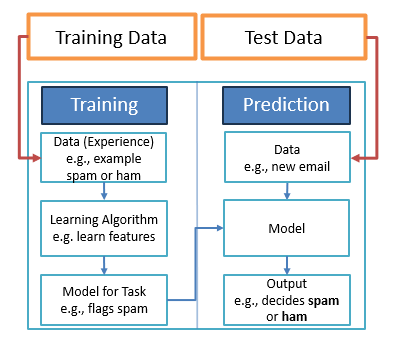 Training Data
Test Data
Training
Prediction
Data (Experience)
e.g., example
spam or ham
Data
e.g., new email
Learning Algorithm
e.g. learn features
Model
Model for Task
e.g., flags spam
Output
e.g., decides spam
or ham